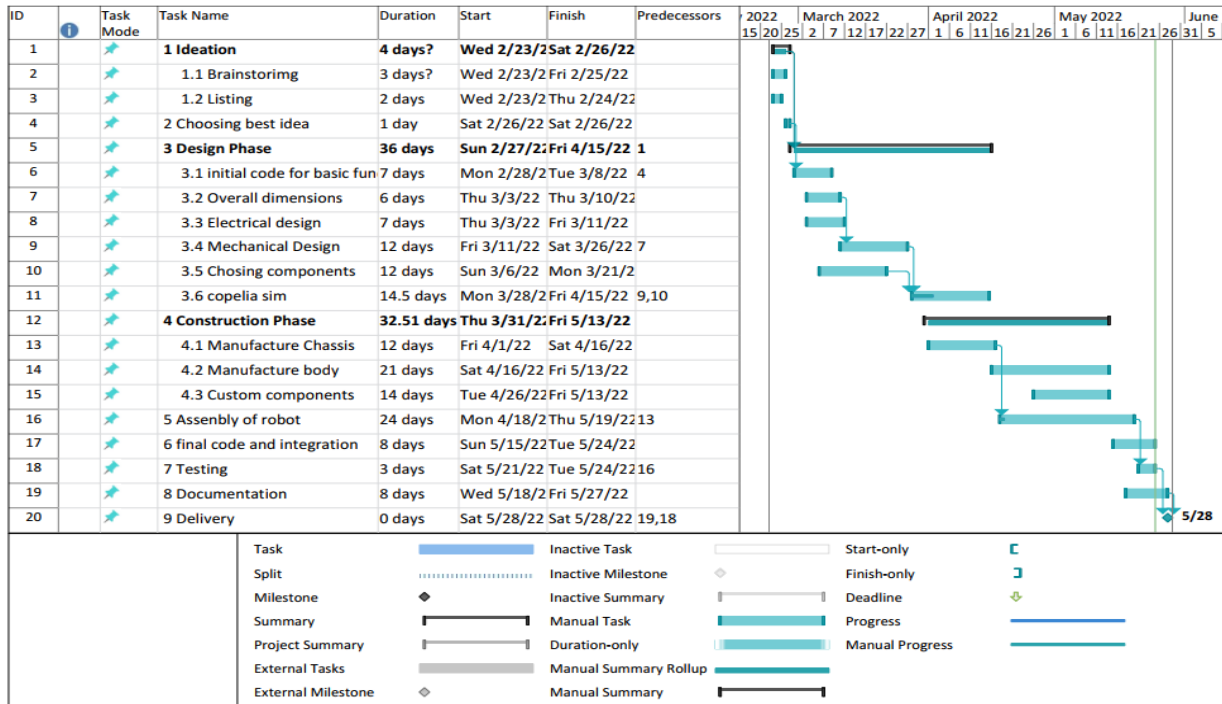 ID Task Mode Task Name Duration Start Finish Predecessors 2022 March 2022 April 2022 May 2022 June
15 20 25 2 7 12 17 22 27 1 6 11 16 21 26 1 6 11 16 21 26 31 5
1 1 Ideation 4 days? Wed 2/23/2 Sat 2/26/22
2 1.1 Brainstorimg 3 days? Wed 2/23/2 Fri 2/25/22
3 1.2 Listing 2 days Wed 2/23/2 Thu 2/24/22
4 2 Choosing best idea 1 day Sat 2/26/22 Sat 2/26/22
5 3 Design Phase 36 days Sun 2/27/22 Fri 4/15/22 1
6 3.1 initial code for basic fun 7 days Mon 2/28/2 Tue 3/8/22 4
7 3.2 Overall dimensions 6 days Thu 3/3/22 Thu 3/10/22
8 3.3 Electrical design 7 days Thu 3/3/22 Fri 3/11/22
9 3.4 Mechanical Design 12 days Fri 3/11/22 Sat 3/26/22 7
10 3.5 Chosing components 12 days Sun 3/6/22 Mon 3/21/2
11 3.6 copelia sim 14.5 days Mon 3/28/2 Fri 4/15/22 9,10
12 4 Construction Phase 32.51 days Thu 3/31/22 Fri 5/13/22
13 4.1 Manufacture Chassis 12 days Fri 4/1/22 Sat 4/16/22
14 4.2 Manufacture body 21 days Sat 4/16/22 Fri 5/13/22
15 4.3 Custom components 14 days Tue 4/26/22 Fri 5/13/22
16 5 Assenbly of robot 24 days Mon 4/18/2 Thu 5/19/22 13
17 6 final code and integration 8 days Sun 5/15/22 Tue 5/24/22
18 7 Testing 3 days Sat 5/21/22 Tue 5/24/22 16
19 8 Documentation 8 days Wed 5/18/2 Fri 5/27/22
20 9 Delivery 0 days Sat 5/28/22 Sat 5/28/22 19,18 5/28
Task Inactive Task Start-only
Split Inactive Milestone Finish-only
Milestone Inactive Summary Deadline
Summary Manual Task Progress
Project Summary Duration-only Manual Progress
External Tasks Manual Summary Rollup
External Milestone Manual Summary